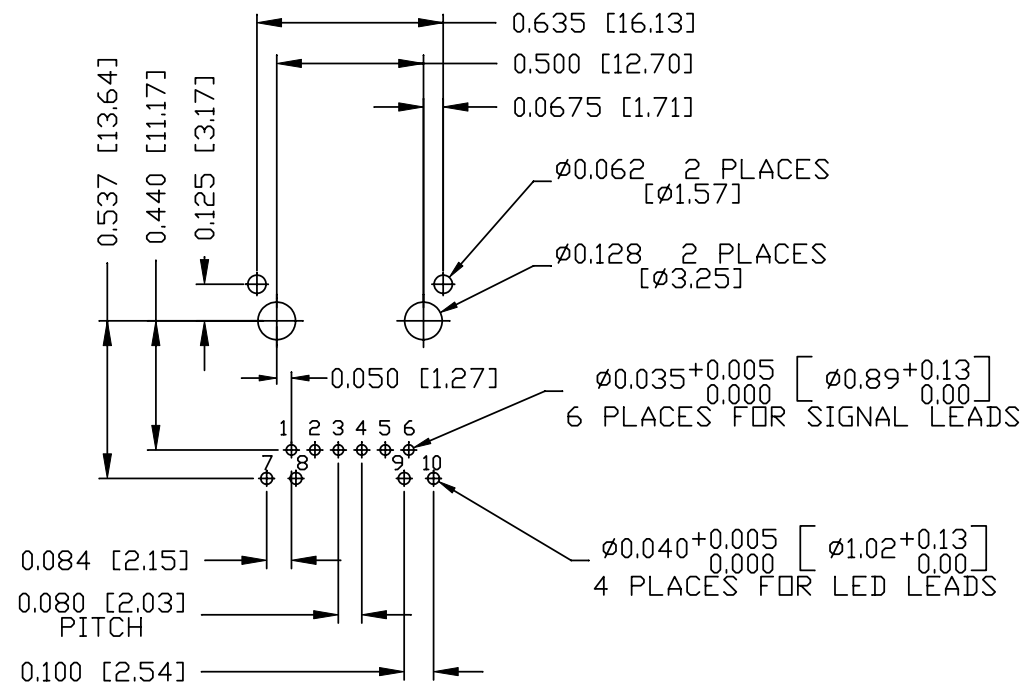 0.635 [16.13]
0.500 [12.70]
0.0675 [1.71]
0.537 [13.64]
0.440 [11.17]
0.125 [3.17]
Ø0.062 2 PLACES
[Ø1.57]
Ø0.128 2 PLACES
[Ø3.25]
0.050 [1.27]
Ø0.035 +0.005 [ Ø0.89 +0.13 ]
0.000 0.00
6 PLACES FOR SIGNAL LEADS
1 2 3 4 5 6
7 8 9 10
Ø0.040 +0.005 [ Ø1.02 +0.13 ]
0.000 0.00
4 PLACES FOR LED LEADS
0.084 [2.15]
0.080 [2.03]
PITCH
0.100 [2.54]